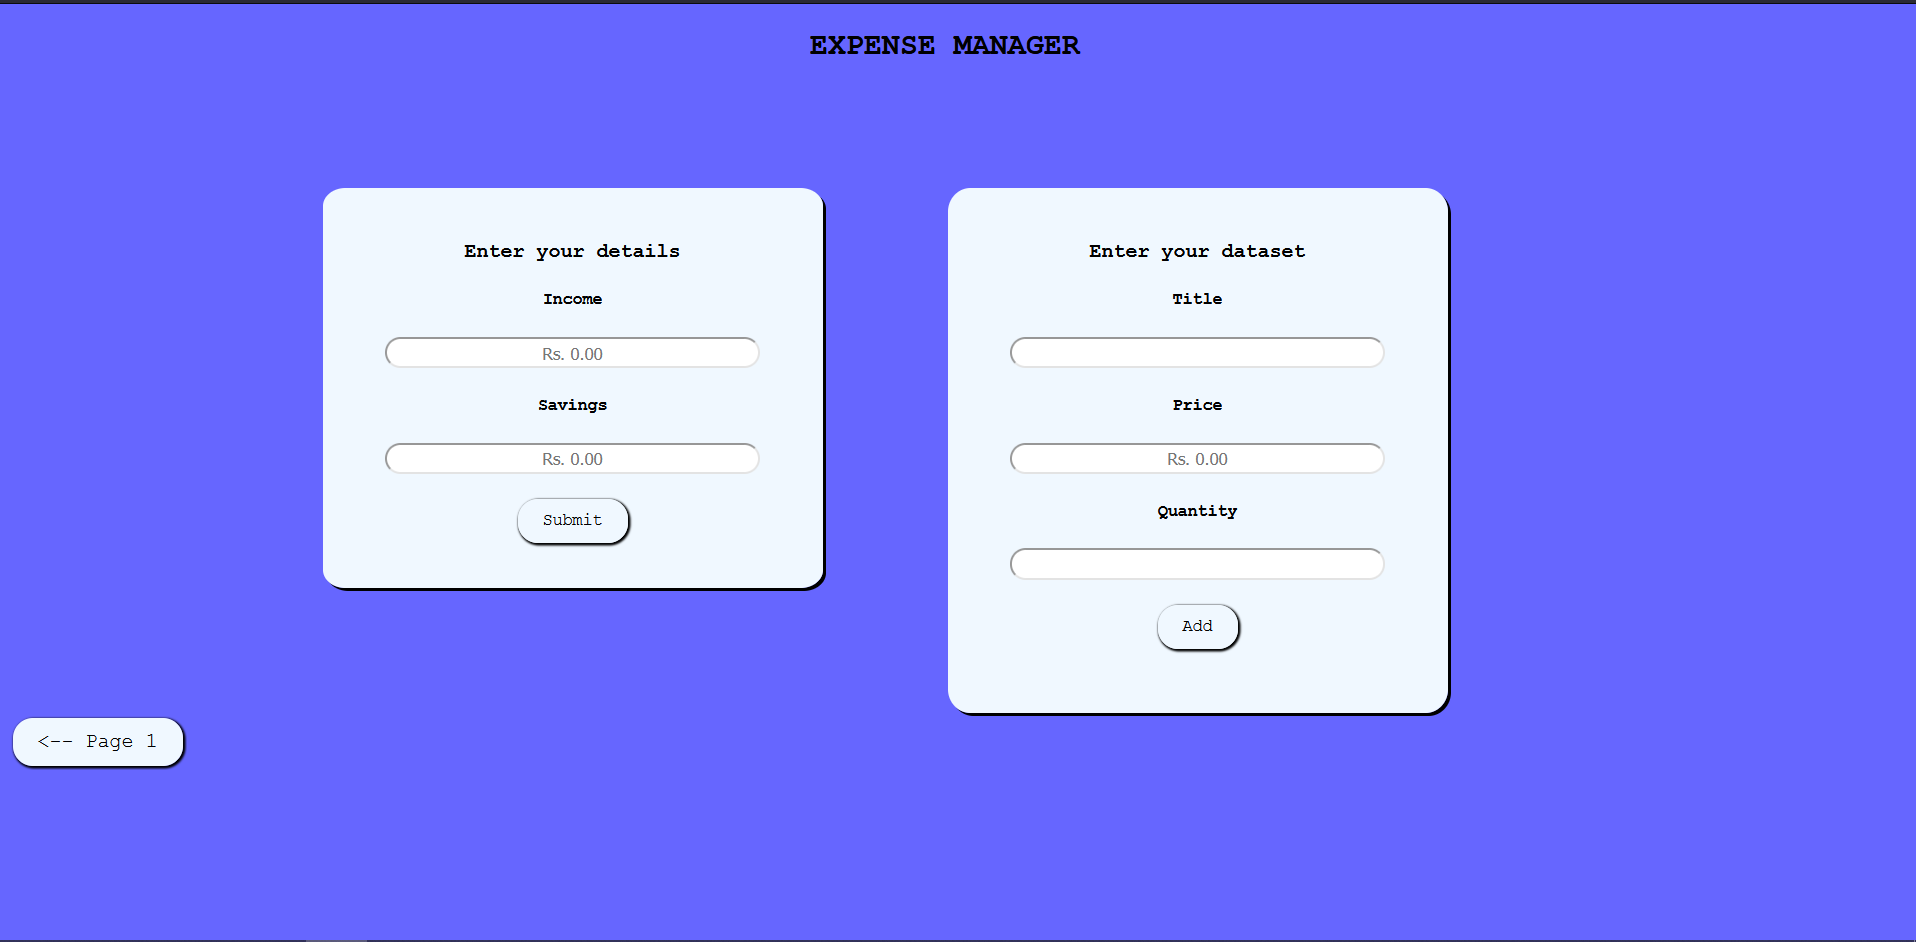 EXPENSE MANAGER
Enter your details
Income
Rs. 0.00
Savings
Rs. 0.00
Submit
Enter your dataset
Title
Price
Rs. 0.00
Quantity
Add
<-- Page 1